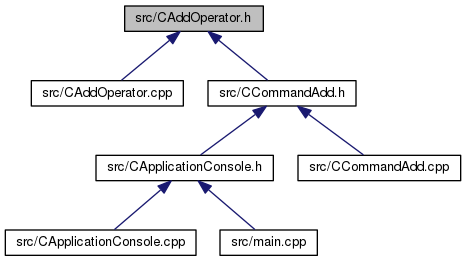 src/CAddOperator.h
src/CAddOperator.cpp
src/CCommandAdd.h
src/CApplicationConsole.h
src/CCommandAdd.cpp
src/CApplicationConsole.cpp
src/main.cpp